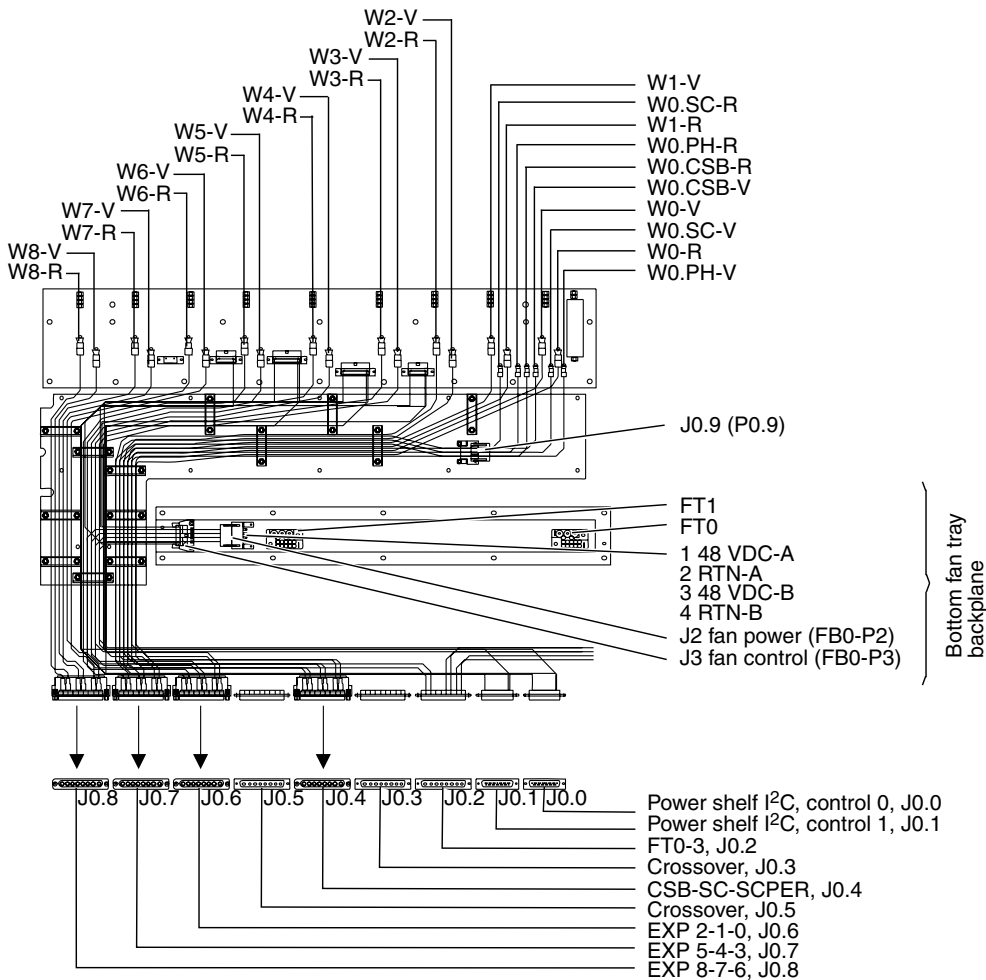 W2-V
W2-R
W3-V
W3-R
W4-V
W4-R
W5-V
W5-R
W6-V
W6-R
W7-V
W7-R
W8-V
W8-R
W1-V
W0.SC-R
W1-R
W0.PH-R
W0.CSB-R
W0.CSB-V
W0-V
W0.SC-V
W0-R
W0.PH-V
J0.9 (P0.9)
FT1
FT0
1 48 VDC-A
2 RTN-A
3 48 VDC-B
4 RTN-B
J2 fan power (FB0-P2)
J3 fan control (FB0-P3)
Bottom fan tray
backplane
J0.8 J0.7 J0.6 J0.5 J0.4 J0.3 J0.2 J0.1 J0.0
Power shelf I²C, control 0, J0.0
Power shelf I²C, control 1, J0.1
FT0-3, J0.2
Crossover, J0.3
CSB-SC-SCPER, J0.4
Crossover, J0.5
EXP 2-1-0, J0.6
EXP 5-4-3, J0.7
EXP 8-7-6, J0.8